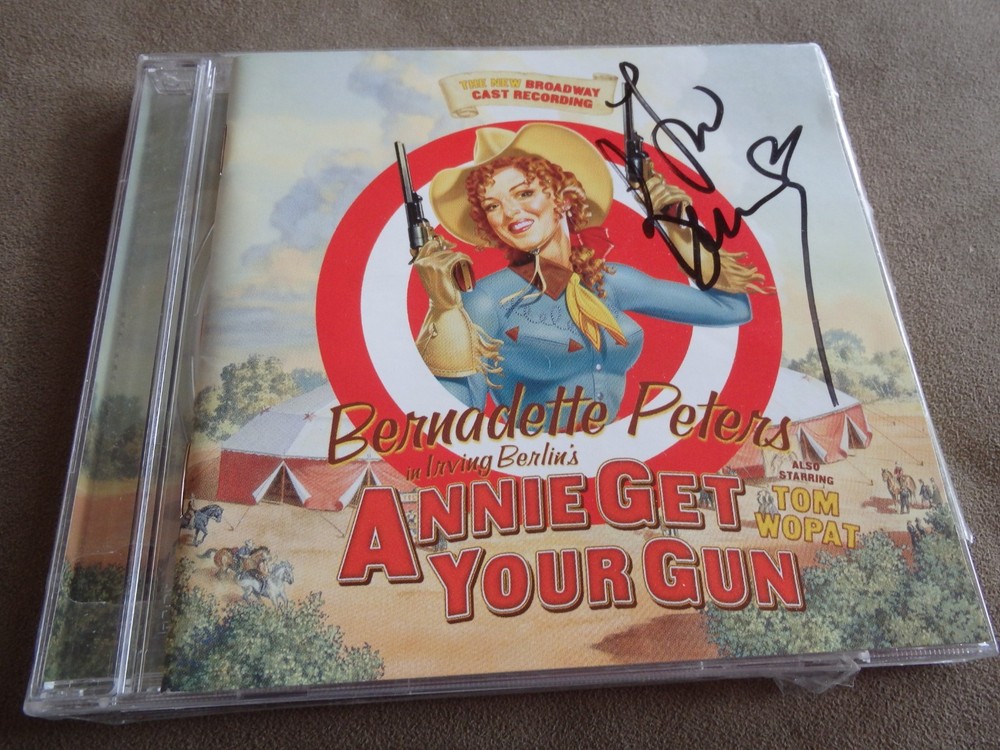 THE NEW BROADWAY
CAST RECORDING
Bernadette Peters
in Irving Berlin's
ANNIE GET
YOUR GUN
ALSO
STARRING
TOM
WOPAT